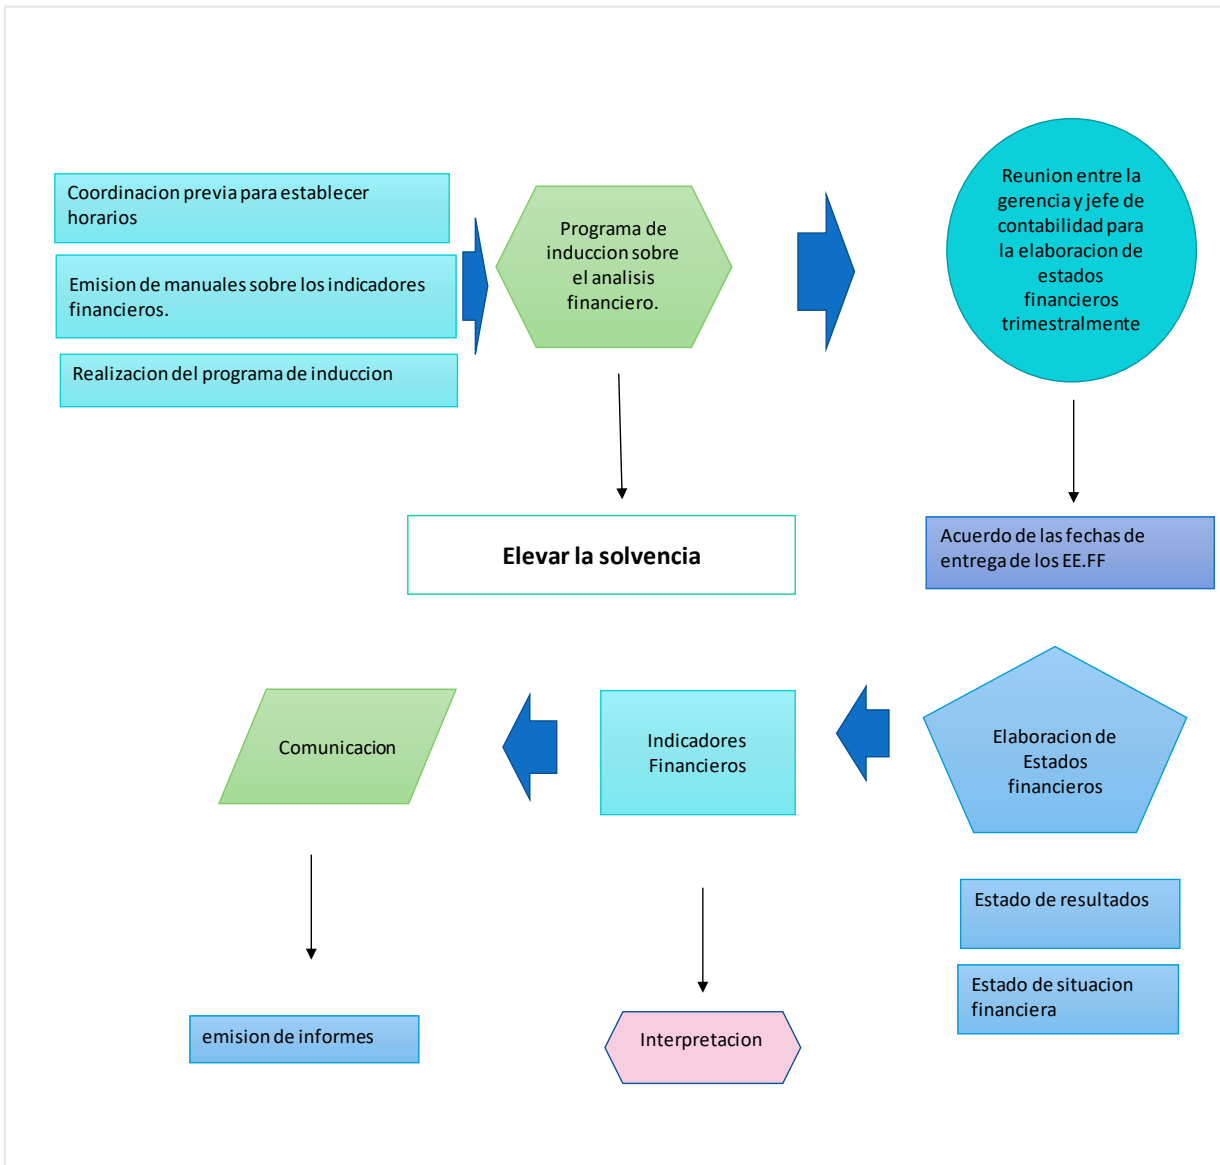 Coordinacion previa para establecer
horarios
Emision de manuales sobre los indicadores
financieros.
Realizacion del programa de induccion
Programa de
induccion sobre
el analisis
financiero.
Reunion entre la
gerencia y jefe de
contabilidad para
la elaboracion de
estados
financieros
trimestralmente
Elevar la solvencia
Acuerdo de las fechas de
entrega de los EE.FF
Comunicacion
Indicadores
Financieros
Elaboracion de
Estados
financieros
Estado de resultados
Estado de situacion
financiera
emision de informes
Interpretacion